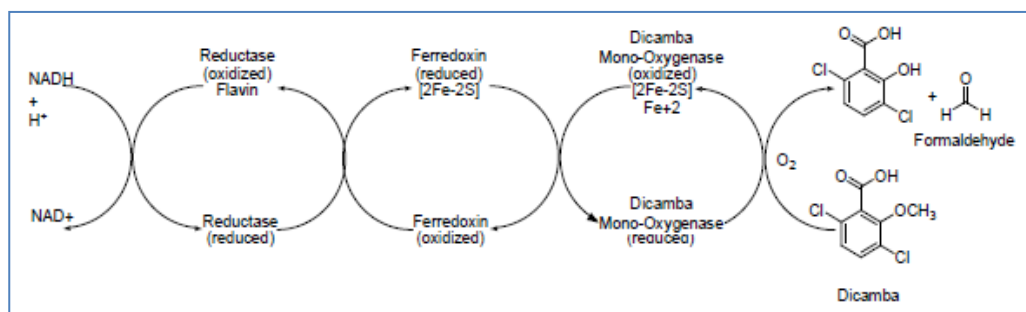 NADH
+
H+
NAD+
Reductase
(oxidized)
Flavin
Reductase
(reduced)
Ferredoxin
(reduced)
[2Fe-2S]
Ferredoxin
(oxidized)
Dicamba
Mono-Oxygenase
(oxidized)
[2Fe-2S]
Fe+2
Dicamba
Mono-Oxygenase
(reduced)
O2
O
OH
Cl
OH
Cl
+
O
H
H
Formaldehyde
O
OH
Cl
OCH3
Cl
Dicamba